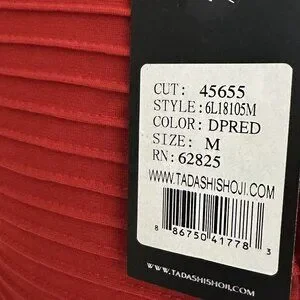 CUT: 45655
STYLE: 6L18105M
COLOR: DPRED
SIZE: M
RN: 62825
WWW.TADASHISHOJI.COM
8 86750 41778 3
WWW.TADASHISHOJI.COM